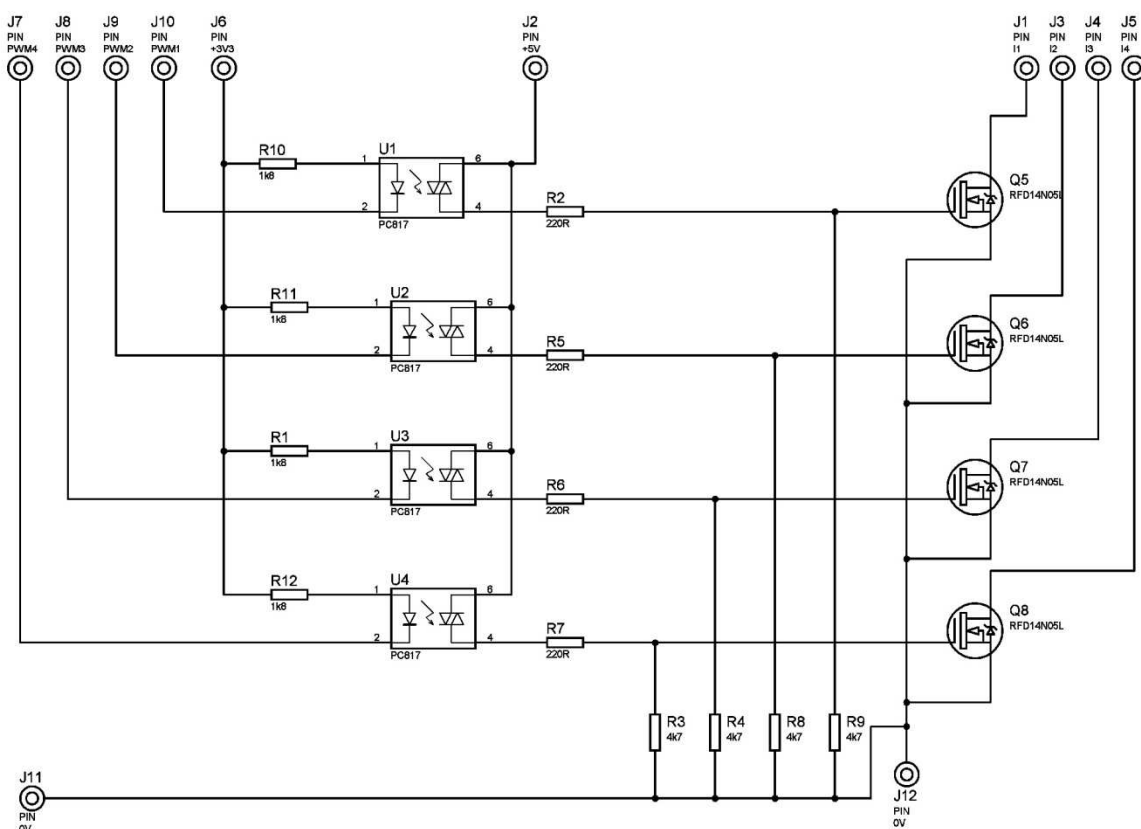 J7
PIN
PWM4
J8
PIN
PWM3
J9
PIN
PWM2
J10
PIN
PWM1
J6
PIN
+3V3
J2
PIN
+5V
J1
PIN
I1
J3
PIN
I2
J4
PIN
I3
J5
PIN
I4
R10
1k8
U1
1
6
2
4
PC817
R2
220R
Q5
RFD14N05L
R11
1k8
U2
1
6
2
4
PC817
R5
220R
Q6
RFD14N05L
R1
1k8
U3
1
6
2
4
PC817
R6
220R
Q7
RFD14N05L
R12
1k8
U4
1
6
2
4
PC817
R7
220R
Q8
RFD14N05L
R3
4k7
R4
4k7
R8
4k7
R9
4k7
J11
PIN
0V
J12
PIN
0V